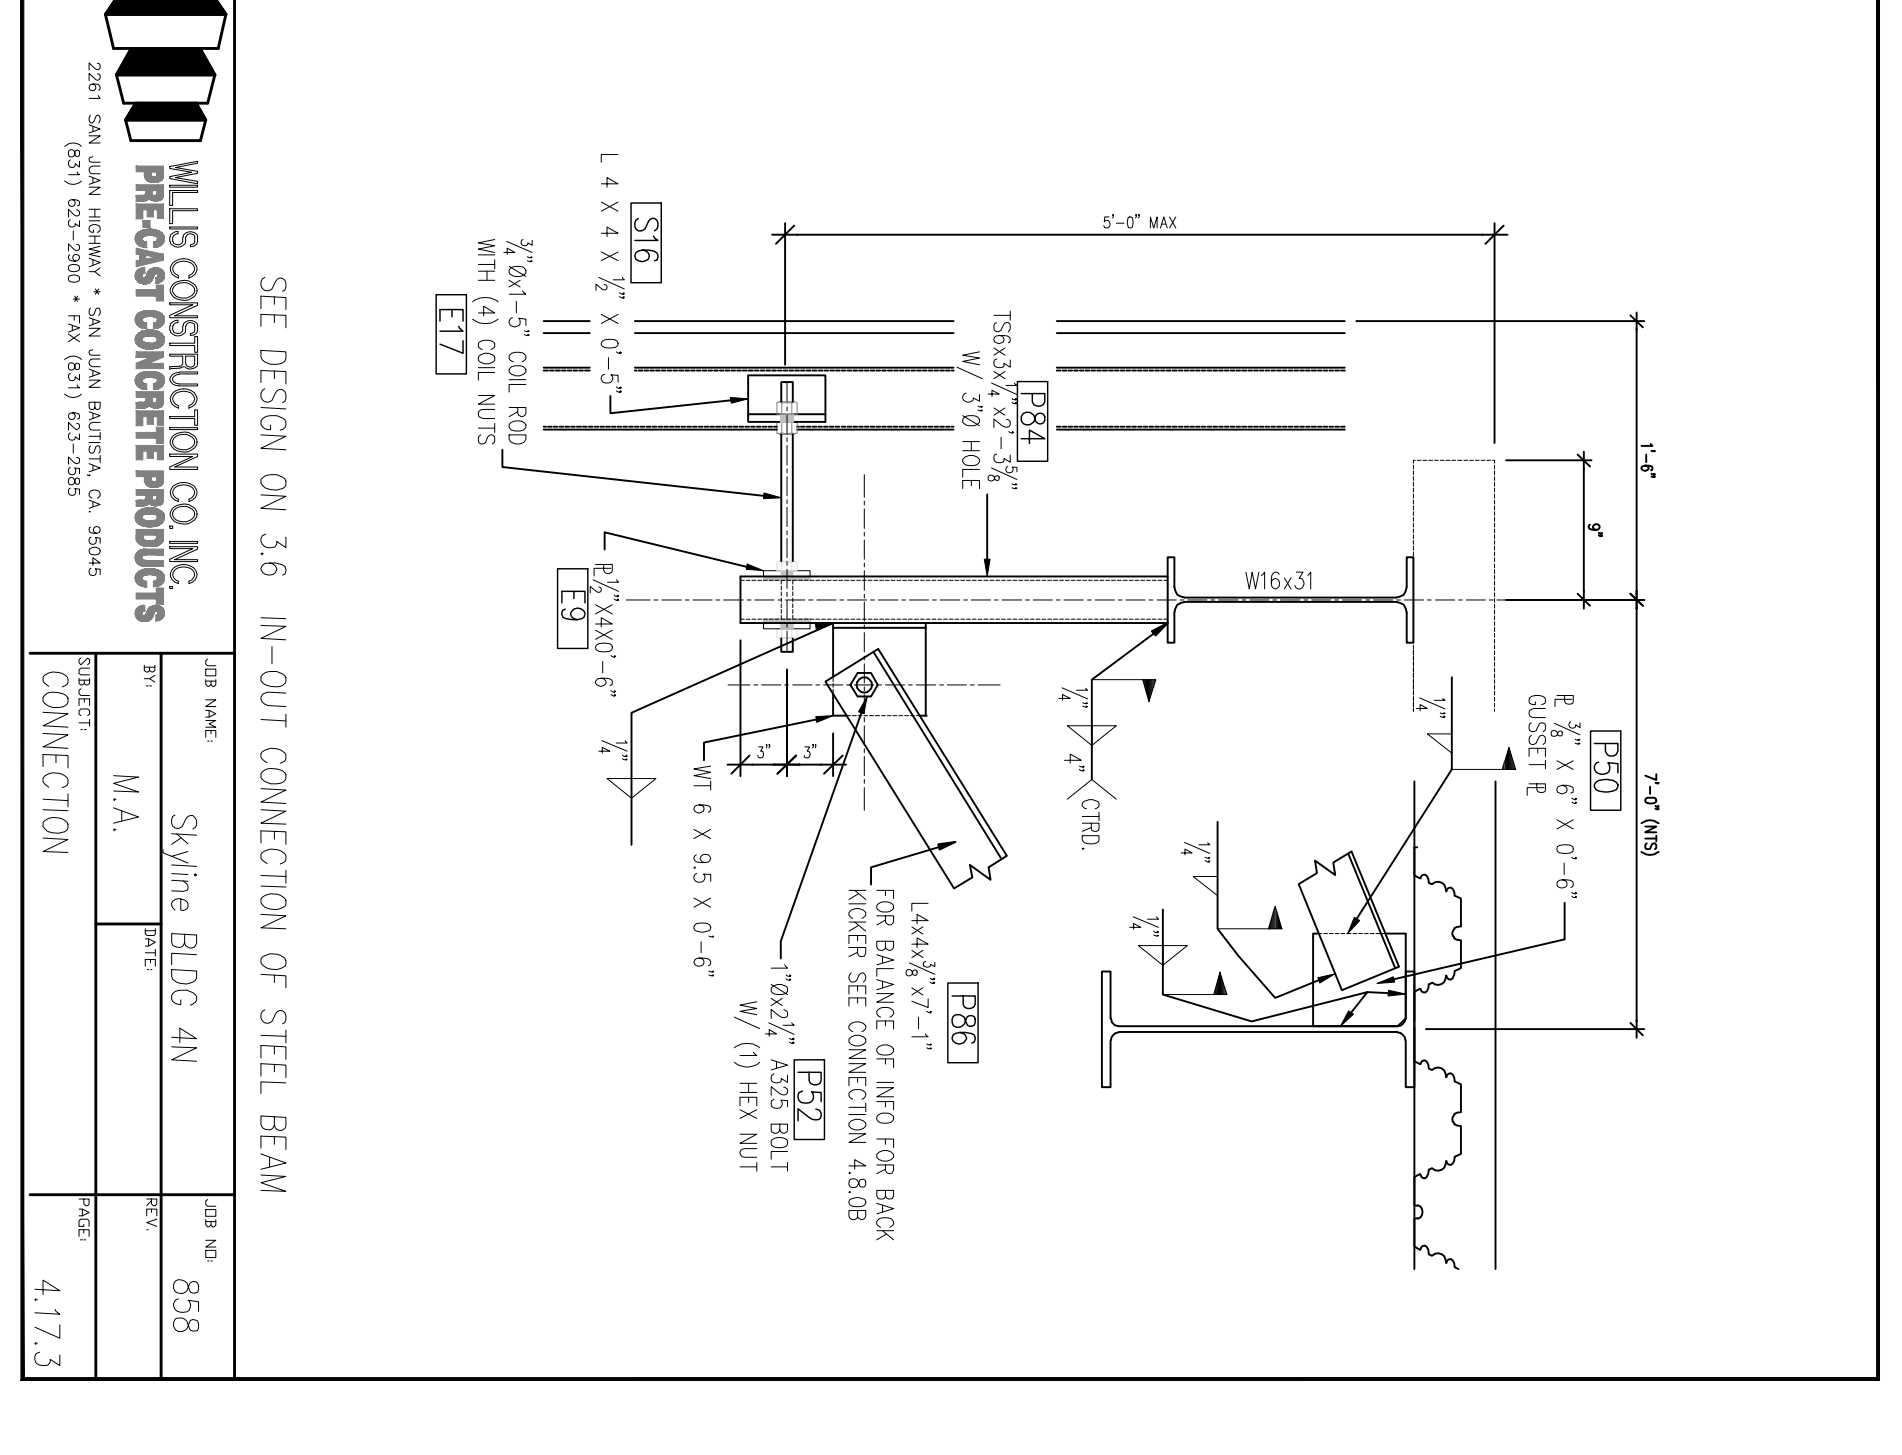 1'-6"
7'-0" (NTS)
9"
P50
PL 3/8" X 6" X 0'-6"
GUSSET PL
1/4"
W16x31
5'-0" MAX
1/4"
4"
CTRD.
1/4"
1/4"
P84
TS6x3x1/4" x2'-35/8"
W/ 3"Ø HOLE
P86
L4x4x3/8" x7'-1"
FOR BALANCE OF INFO FOR BACK
KICKER SEE CONNECTION 4.8.0B
P52
1"Øx21/4" A325 BOLT
W/ (1) HEX NUT
3"
3"
WT 6 X 9.5 X 0'-6"
1/4"
S16
L 4 X 4 X 1/2" X 0'-5"
PL1/2" X4X0'-6"
E9
3/4"Øx1-5" COIL ROD
WITH (4) COIL NUTS
E17
SEE DESIGN ON 3.6 IN-OUT CONNECTION OF STEEL BEAM
WILLIS CONSTRUCTION CO. INC.
PRE-CAST CONCRETE PRODUCTS
2261 SAN JUAN HIGHWAY * SAN JUAN BAUTISTA, CA. 95045
(831) 623-2900 * FAX (831) 623-2585
JOB NAME:
Skyline BLDG 4N
JOB NO:
858
BY:
M.A.
DATE:
REV.
SUBJECT:
CONNECTION
PAGE:
4.17.3